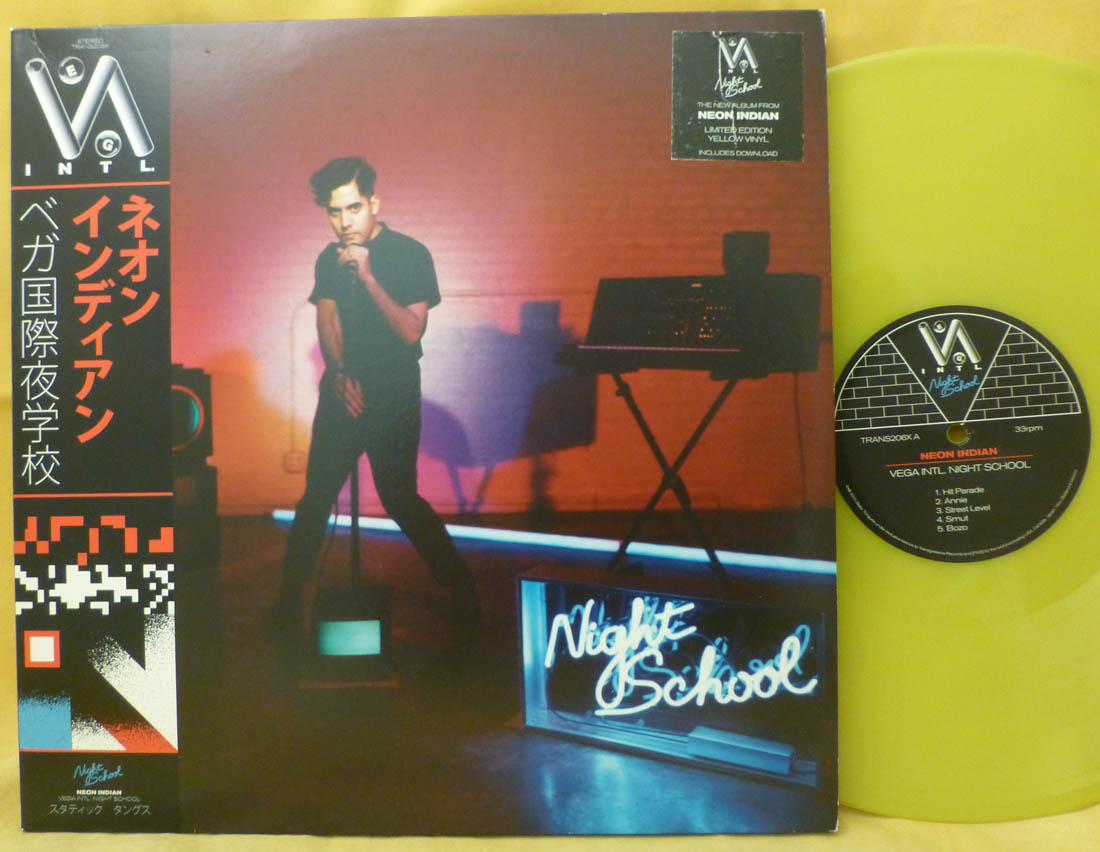 STEREO
TRANS206X
VEGA
INTL.
ネオン
インディアン
ベガ国際夜学校
Night
School
NEON INDIAN
VEGA INTL. NIGHT SCHOOL
スタティック タングス
VEGA
INTL
Night
School
THE NEW ALBUM FROM
NEON INDIAN
LIMITED EDITION
YELLOW VINYL
INCLUDES DOWNLOAD
Night
School
VEGA
INTL
Night
School
TRANS206X A
33rpm
NEON INDIAN
VEGA INTL. NIGHT SCHOOL
1. Hit Parade
2. Annie
3. Street Level
4. Smut
5. Bozo